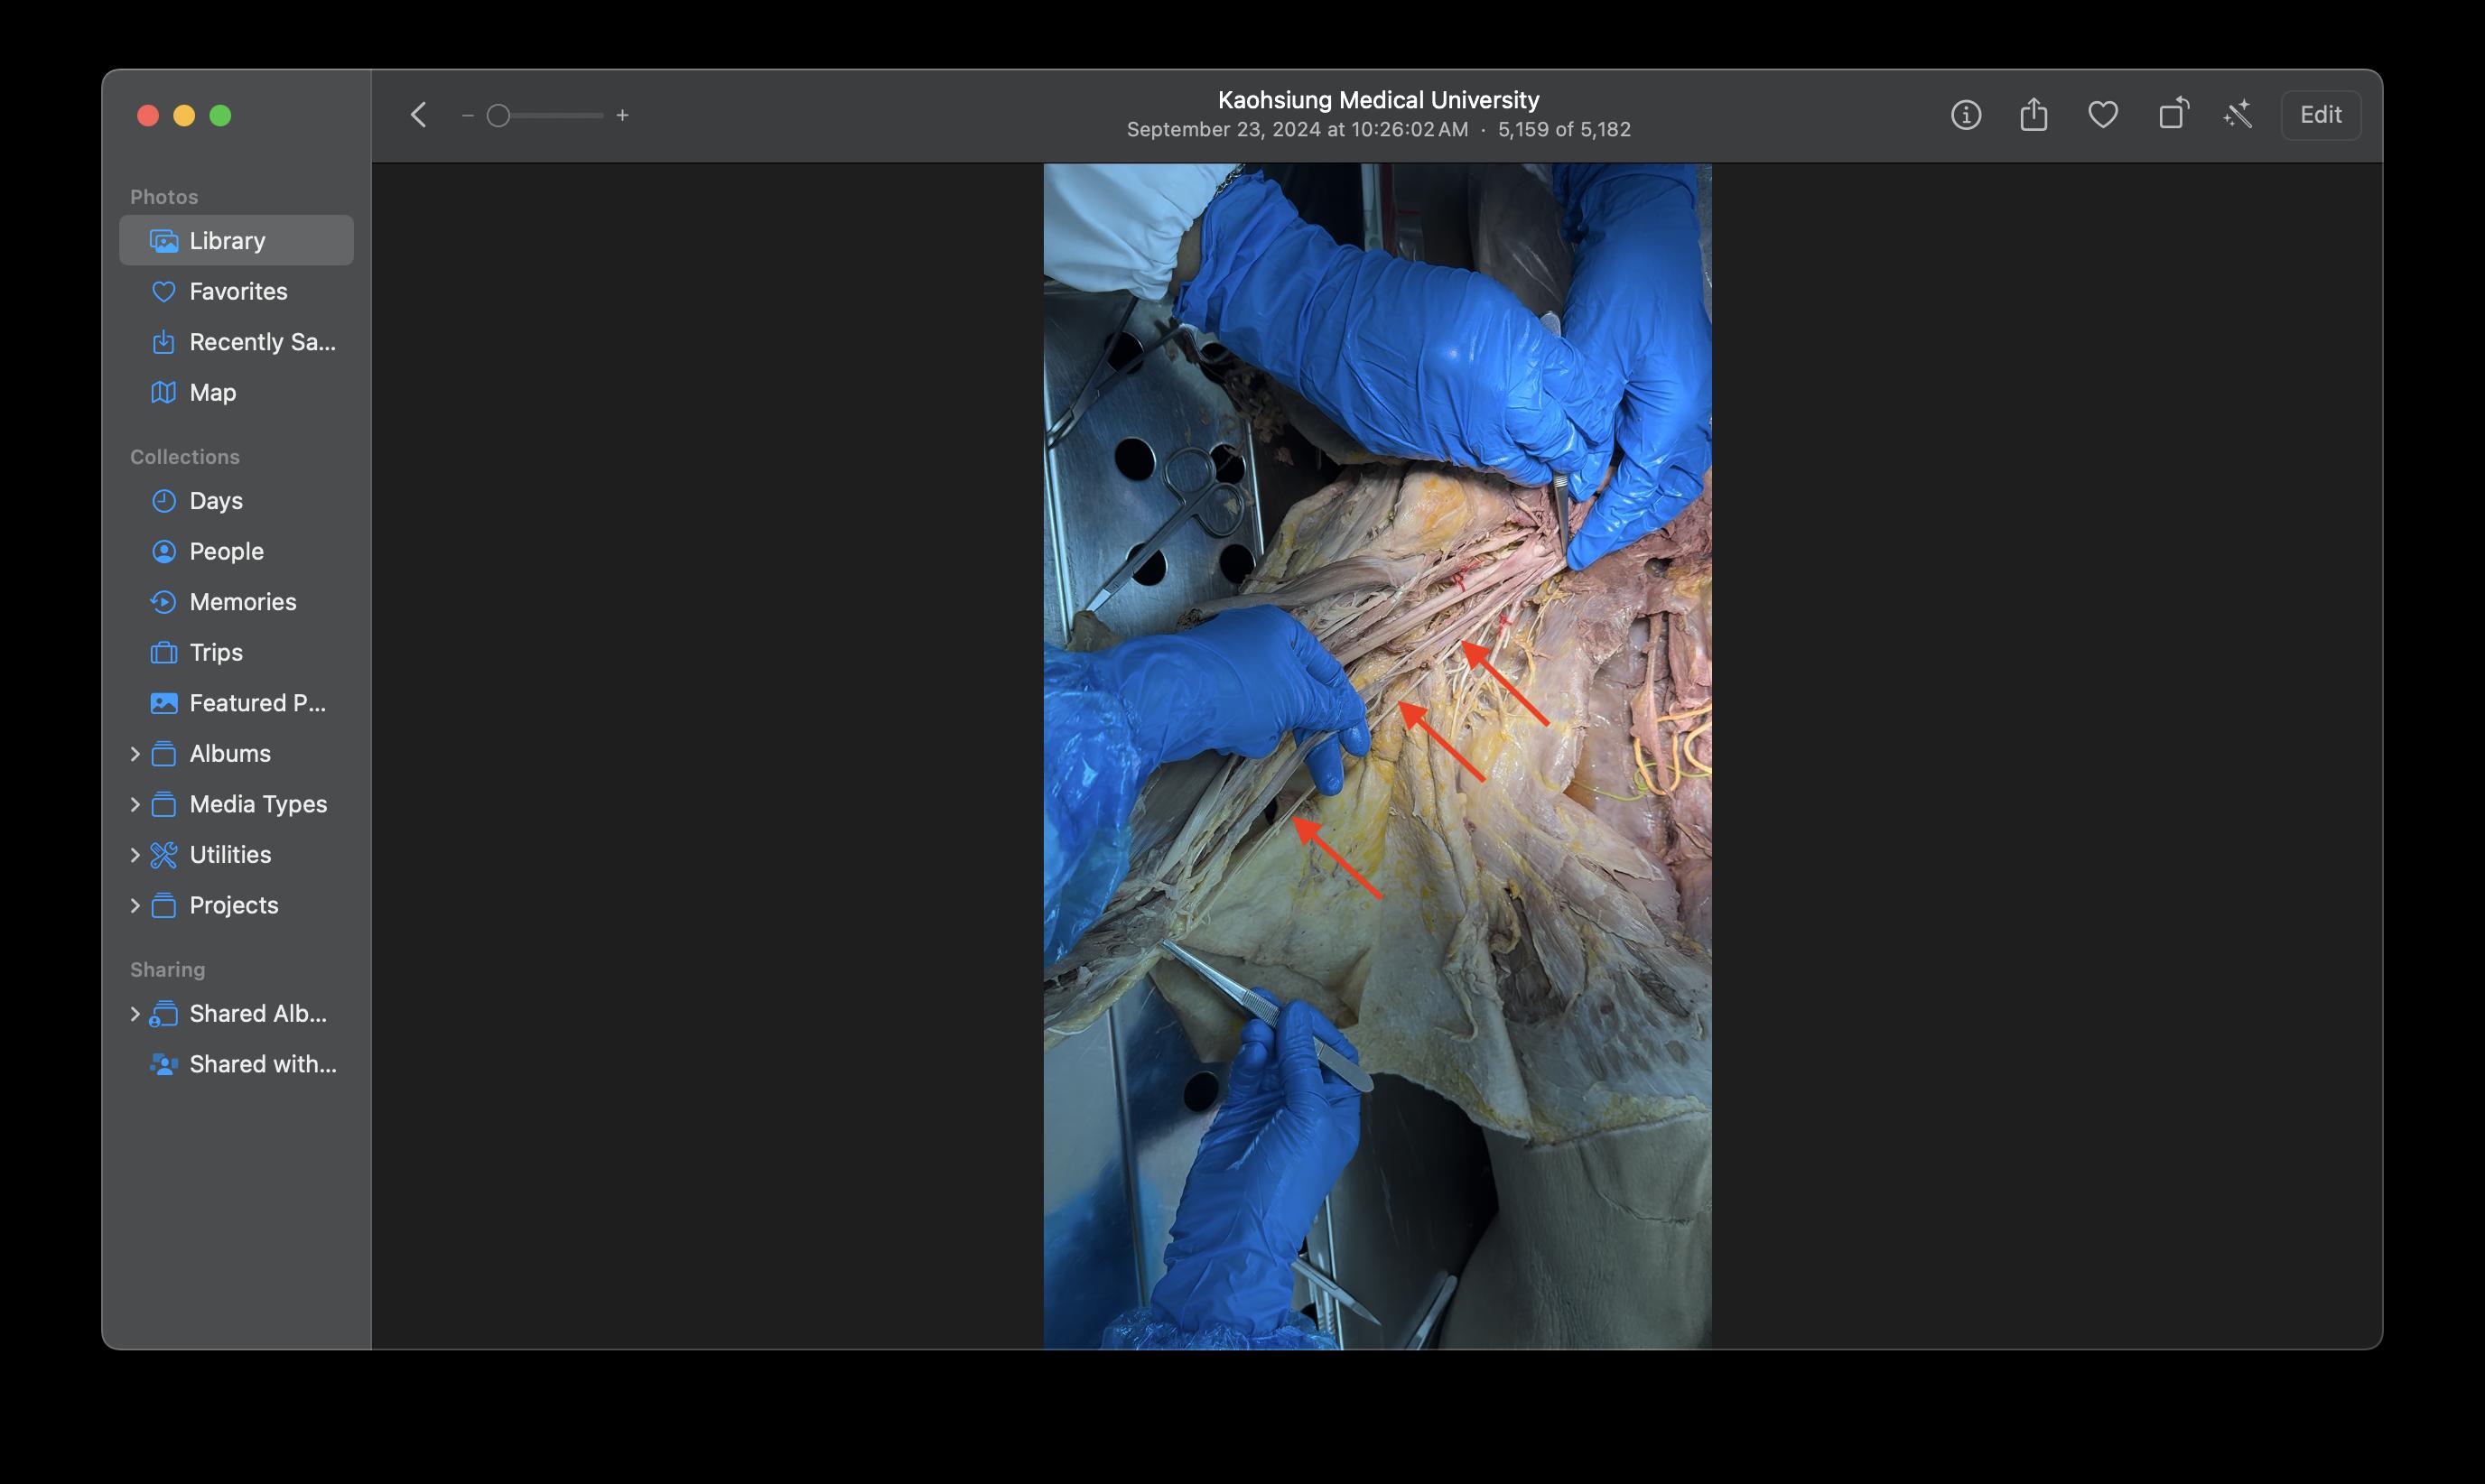 Kaohsiung Medical University
September 23, 2024 at 10:26:02 AM · 5,159 of 5,182
Edit
Photos
Library
Favorites
Recently Sa...
Map
Collections
Days
People
Memories
Trips
Featured P...
Albums
Media Types
Utilities
Projects
Sharing
Shared Alb...
Shared with...